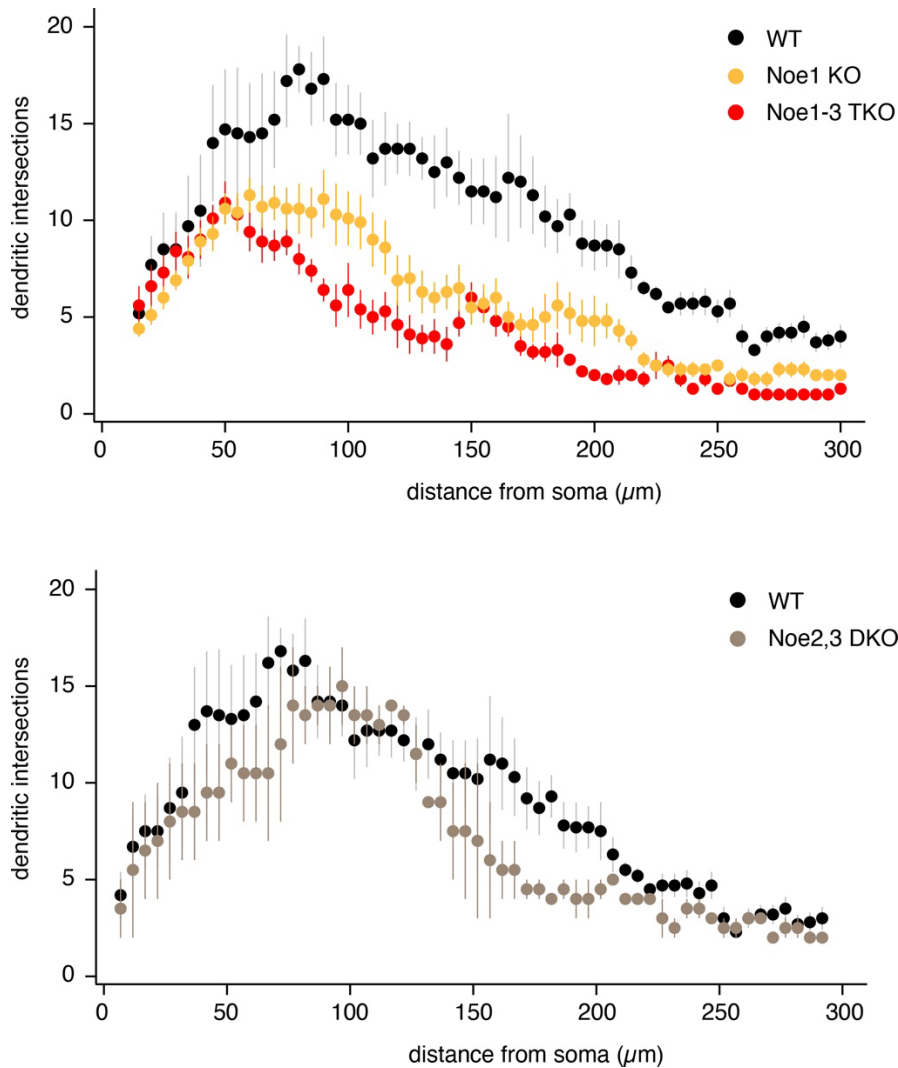 20
15
10
5
0
dendritic intersections
WT
Noe1 KO
Noe1-3 TKO
0 50 100 150 200 250 300
distance from soma (µm)
20
15
10
5
0
dendritic intersections
WT
Noe2,3 DKO
0 50 100 150 200 250 300
distance from soma (µm)